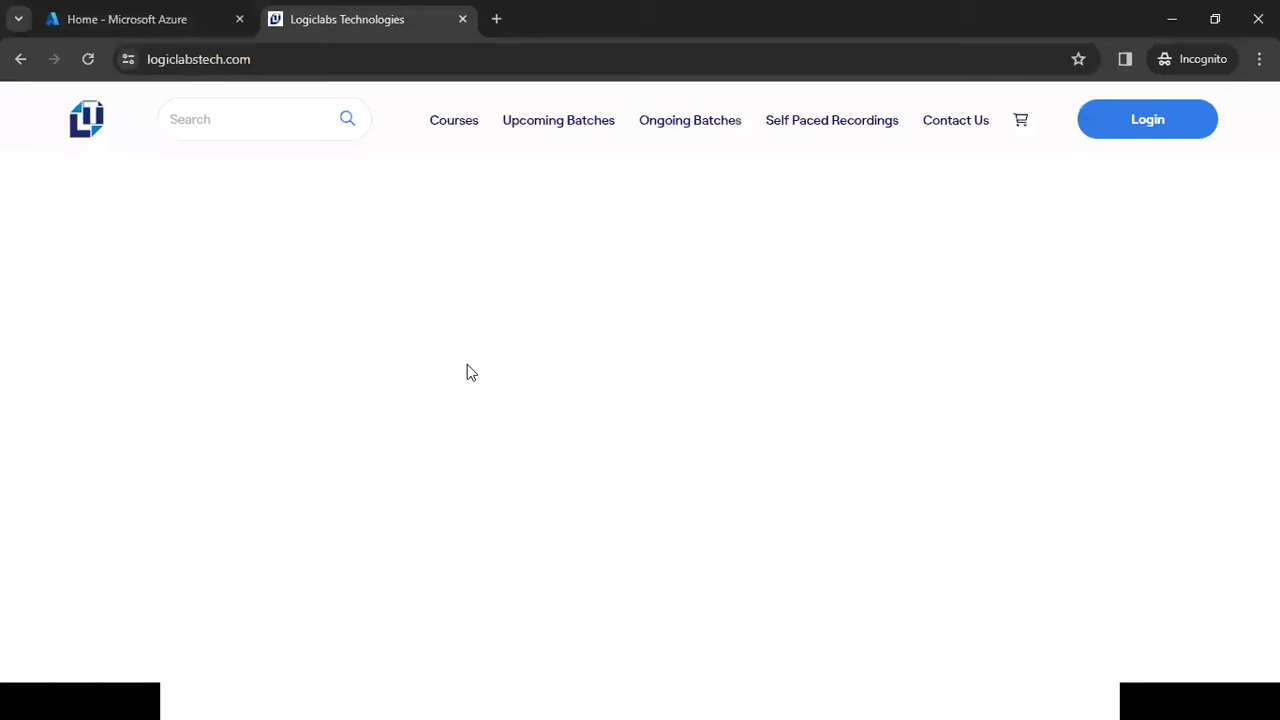 Home - Microsoft Azure
Logiclabs Technologies
logiclabstech.com
Incognito
Search
Courses
Upcoming Batches
Ongoing Batches
Self Paced Recordings
Contact Us
Login